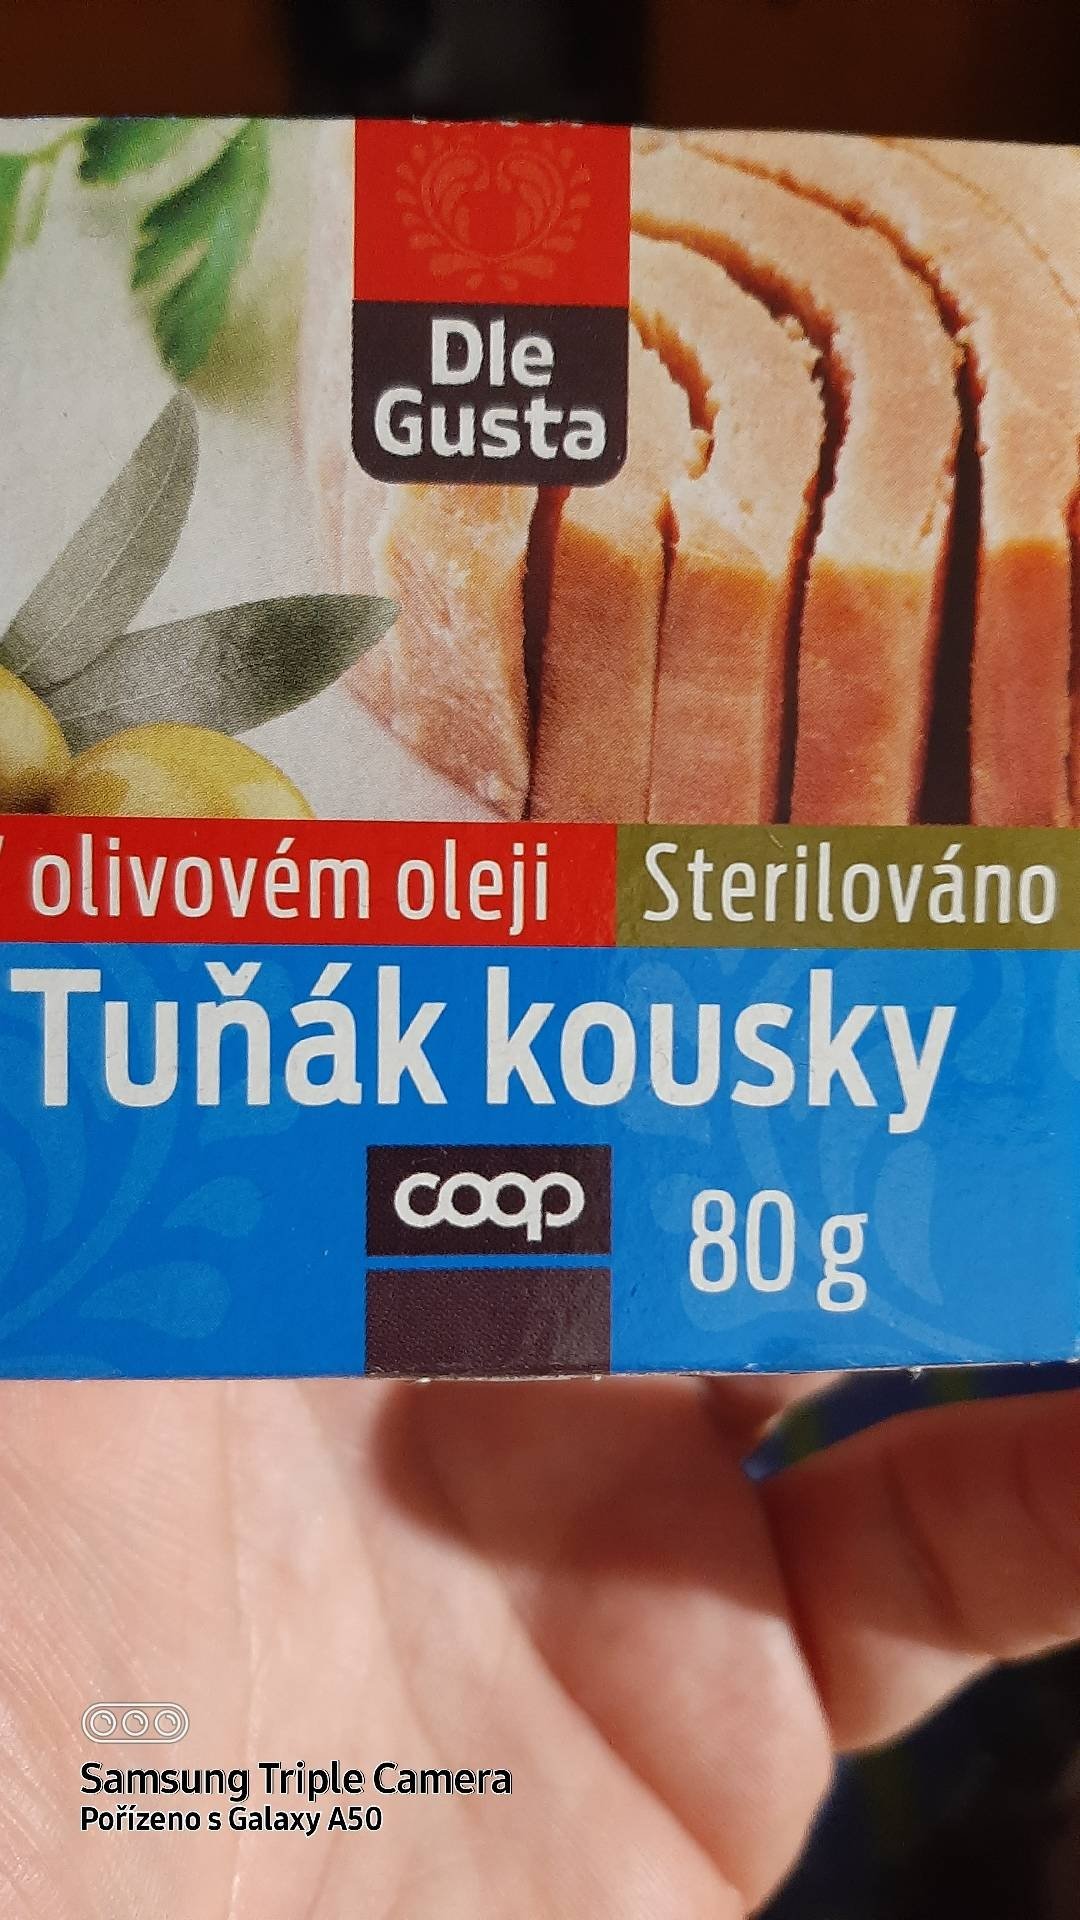 Dle
Gusta
olivovém oleji
Sterilováno
Tuňák kousky
coop
80 g
Samsung Triple Camera
Pořízeno s Galaxy A50